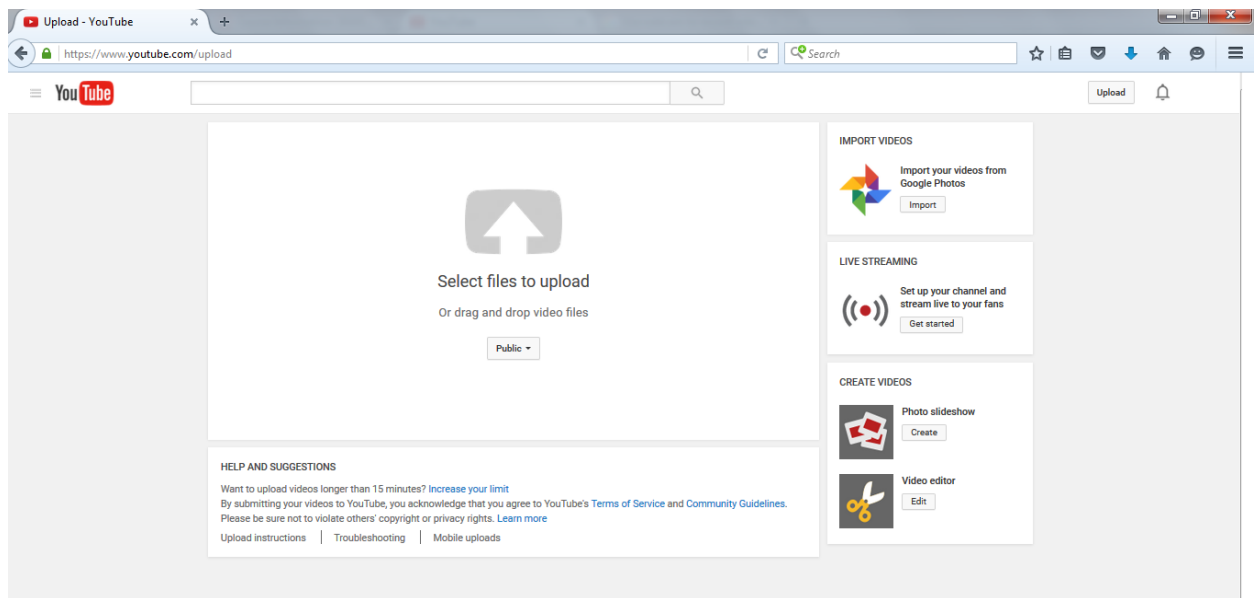 Upload - YouTube
https://www.youtube.com/upload
Search
YouTube
Upload
Select files to upload
Or drag and drop video files
Public
HELP AND SUGGESTIONS
Want to upload videos longer than 15 minutes? Increase your limit
By submitting your videos to YouTube, you acknowledge that you agree to YouTube's Terms of Service and Community Guidelines.
Please be sure not to violate others' copyright or privacy rights. Learn more
Upload instructions | Troubleshooting | Mobile uploads
IMPORT VIDEOS
Import your videos from
Google Photos
Import
LIVE STREAMING
Set up your channel and
stream live to your fans
Get started
CREATE VIDEOS
Photo slideshow
Create
Video editor
Edit